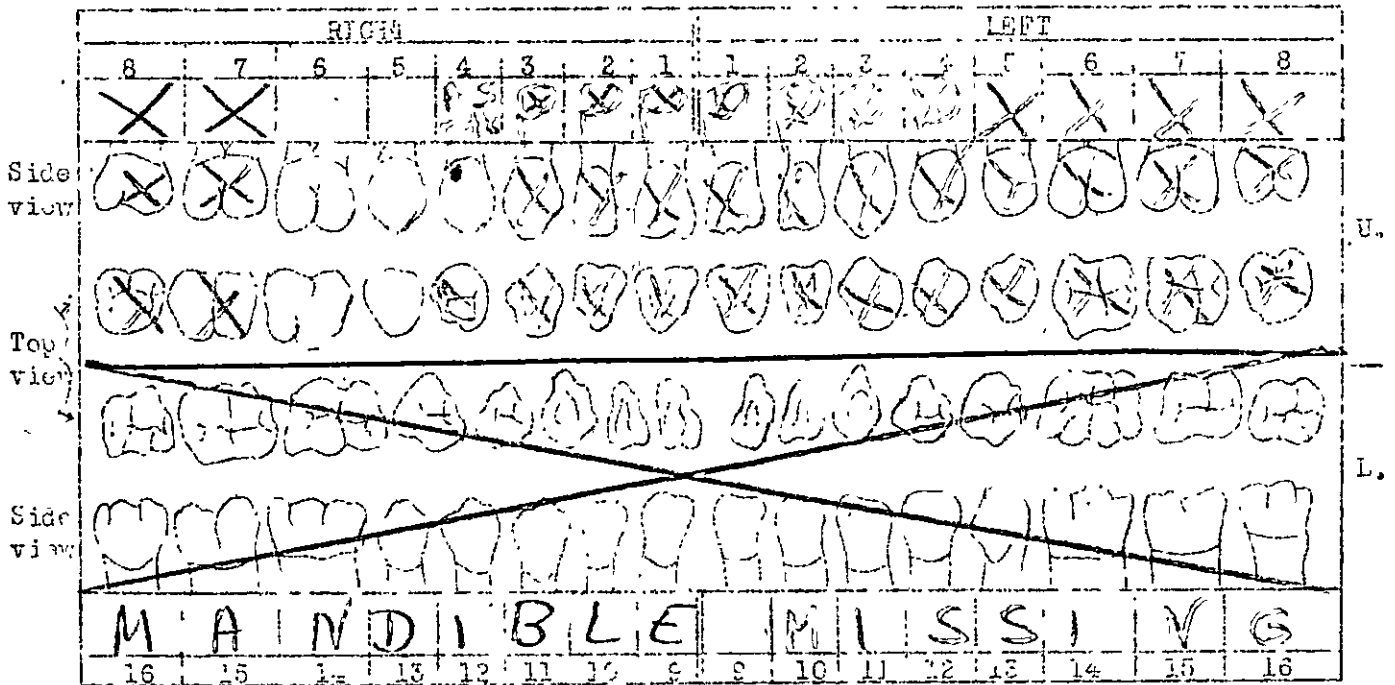 RIGHT LEFT
8 7 6 5 4 3 2 1 1 2 3 4 5 6 7 8
X X X X X X X X
Side view
U.
Top view
L.
Side view
M A N D I B L E M I S S I N G
16 15 14 13 12 11 10 9 9 10 11 12 13 14 15 16